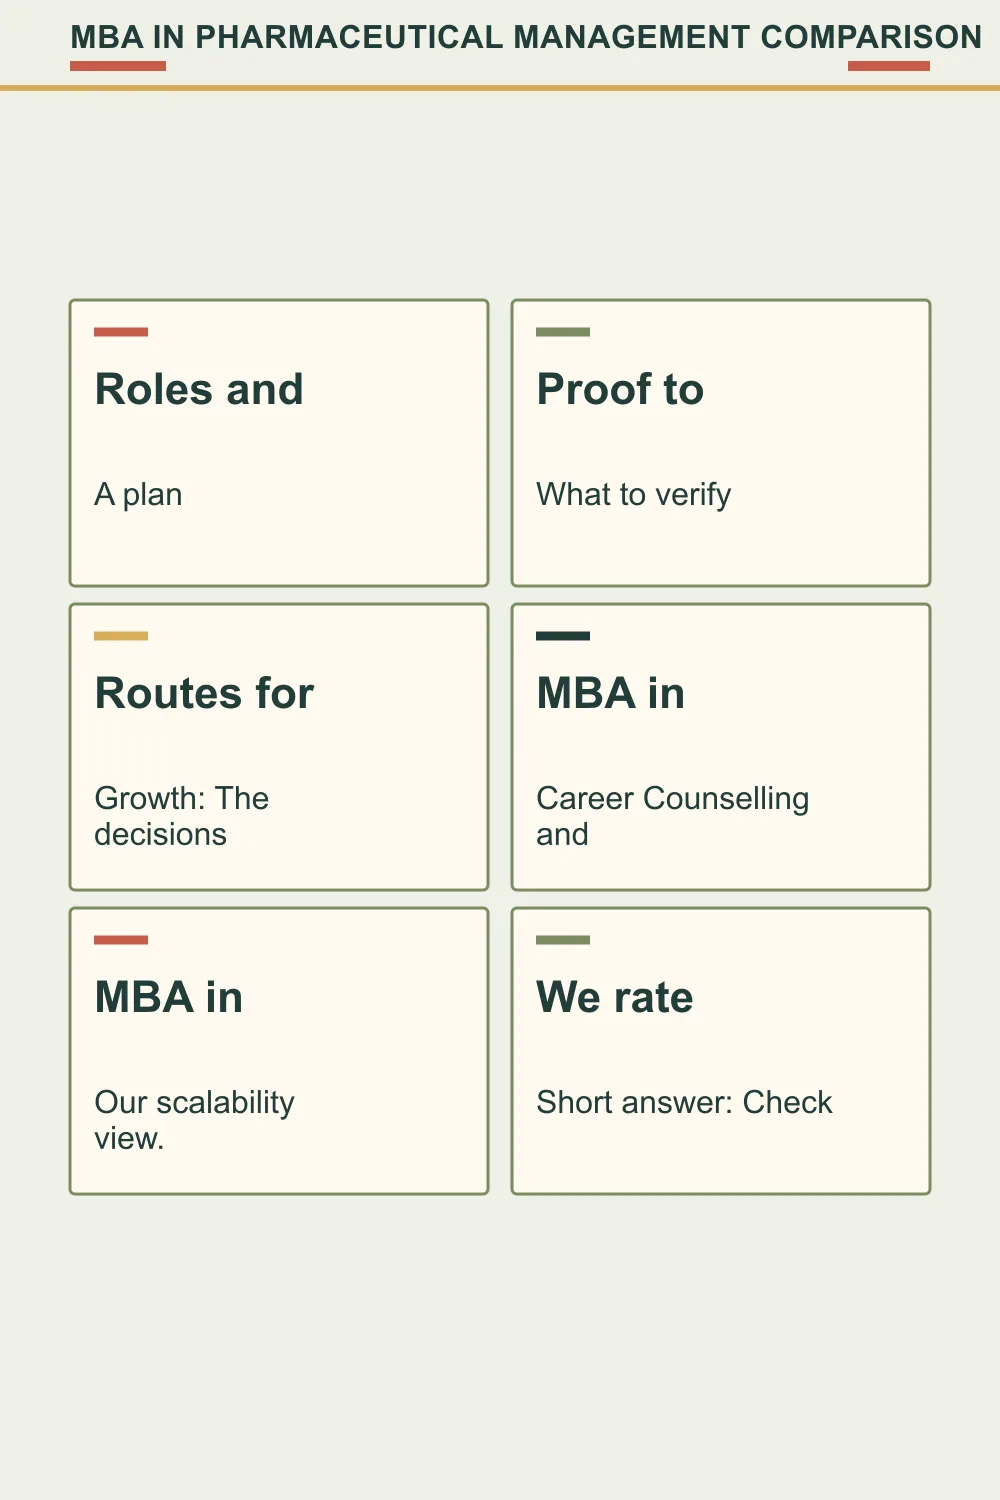 MBA IN PHARMACEUTICAL MANAGEMENT COMPARISON
Roles and
A plan
Proof to
What to verify
Routes for
Growth: The
decisions
MBA in
Career Counselling
and
MBA in
Our scalability
view.
We rate
Short answer: Check